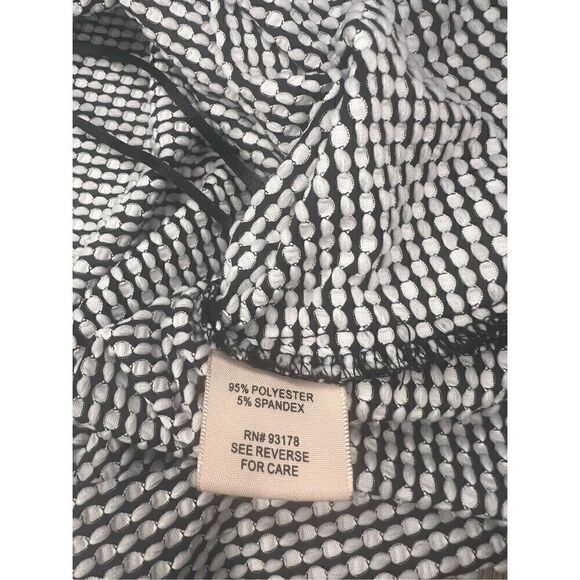 95% POLYESTER
5% SPANDEX
RN# 93178
SEE REVERSE
FOR CARE